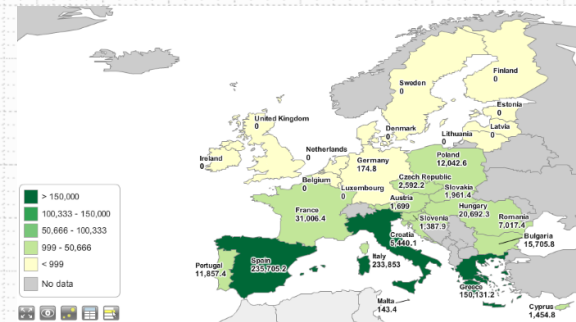 Finland
0
Sweden
0
Estonia
0
United Kingdom
0
Denmark
0
Lithuania
0
Latvia
0
Netherlands
0
Ireland
0
Germany
174.8
Poland
12,042.6
Belgium
0
Luxembourg
0
Czech Republic
2,592.2
Slovakia
1,961.4
Austria
1,699
Hungary
20,692.3
France
31,006.4
Slovenia
1,387.9
Romania
7,017.4
Croatia
6,440.1
Bulgaria
15,705.8
Portugal
11,857.4
Spain
235,705.2
Italy
233,853
Greece
150,131.2
Malta
143.4
Cyprus
1,454.8
> 150,000
100,333 - 150,000
50,666 - 100,333
999 - 50,666
< 999
No data